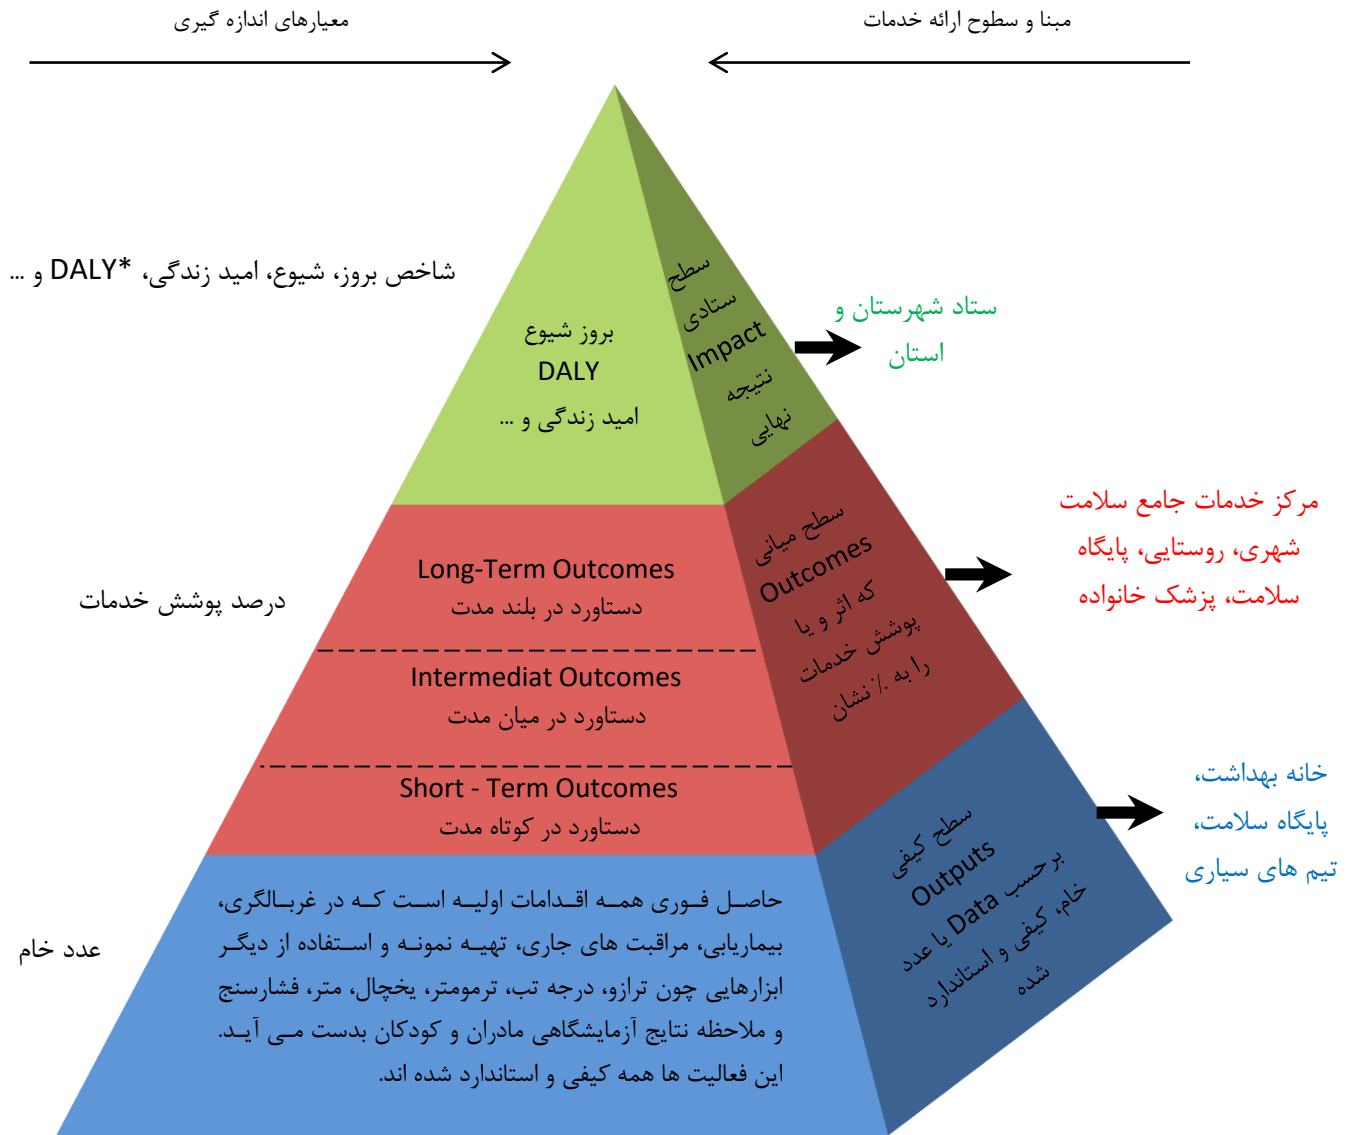 مبنا و سطوح ارائه خدمات
معیارهای اندازه گیری
شاخص بروز، شیوع، امید زندگی، *DALY و ...
بروز شیوع
DALY
امید زندگی و ...
سطح
ستادی
Impact
نتیجه
نهایی
ستاد شهرستان و
استان
درصد پوشش خدمات
Long-Term Outcomes
دستاورد در بلند مدت
Intermediat Outcomes
دستاورد در میان مدت
Short - Term Outcomes
دستاورد در کوتاه مدت
سطح میانی
Outcomes
که اثر و یا
پوشش خدمات
را به ٪ نشان
مرکز خدمات جامع سلامت
شهری، روستایی، پایگاه
سلامت، پزشک خانواده
عدد خام
حاصل فوری همه اقدامات اولیه است که در غربالگری،
بیماریابی، مراقبت های جاری، تهیه نمونه و استفاده از دیگر
ابزارهایی چون ترازو، درجه تب، ترمومتر، یخچال، متر، فشارسنج
و ملاحظه نتایج آزمایشگاهی مادران و کودکان بدست می آید.
این فعالیت ها همه کیفی و استاندارد شده اند.
سطح کیفی
Outputs
برحسب Data یا عدد
خام، کیفی و استاندارد
شده
خانه بهداشت،
پایگاه سلامت،
تیم های سیاری